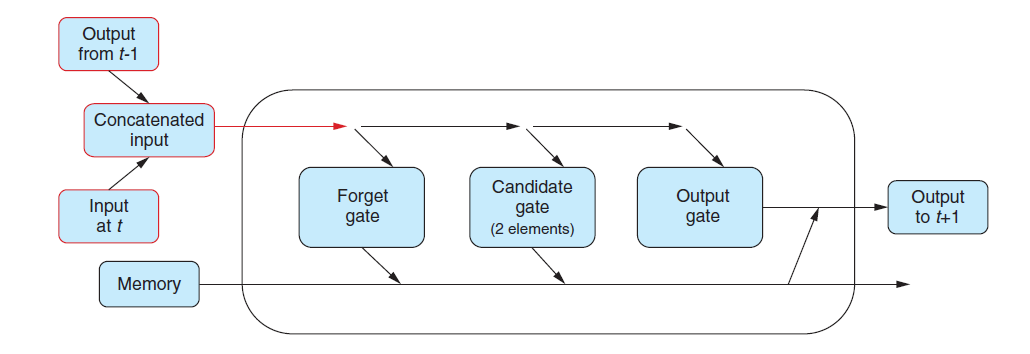 Output
from t-1
Concatenated
input
Input
at t
Memory
Forget
gate
Candidate
gate
(2 elements)
Output
gate
Output
to t+1